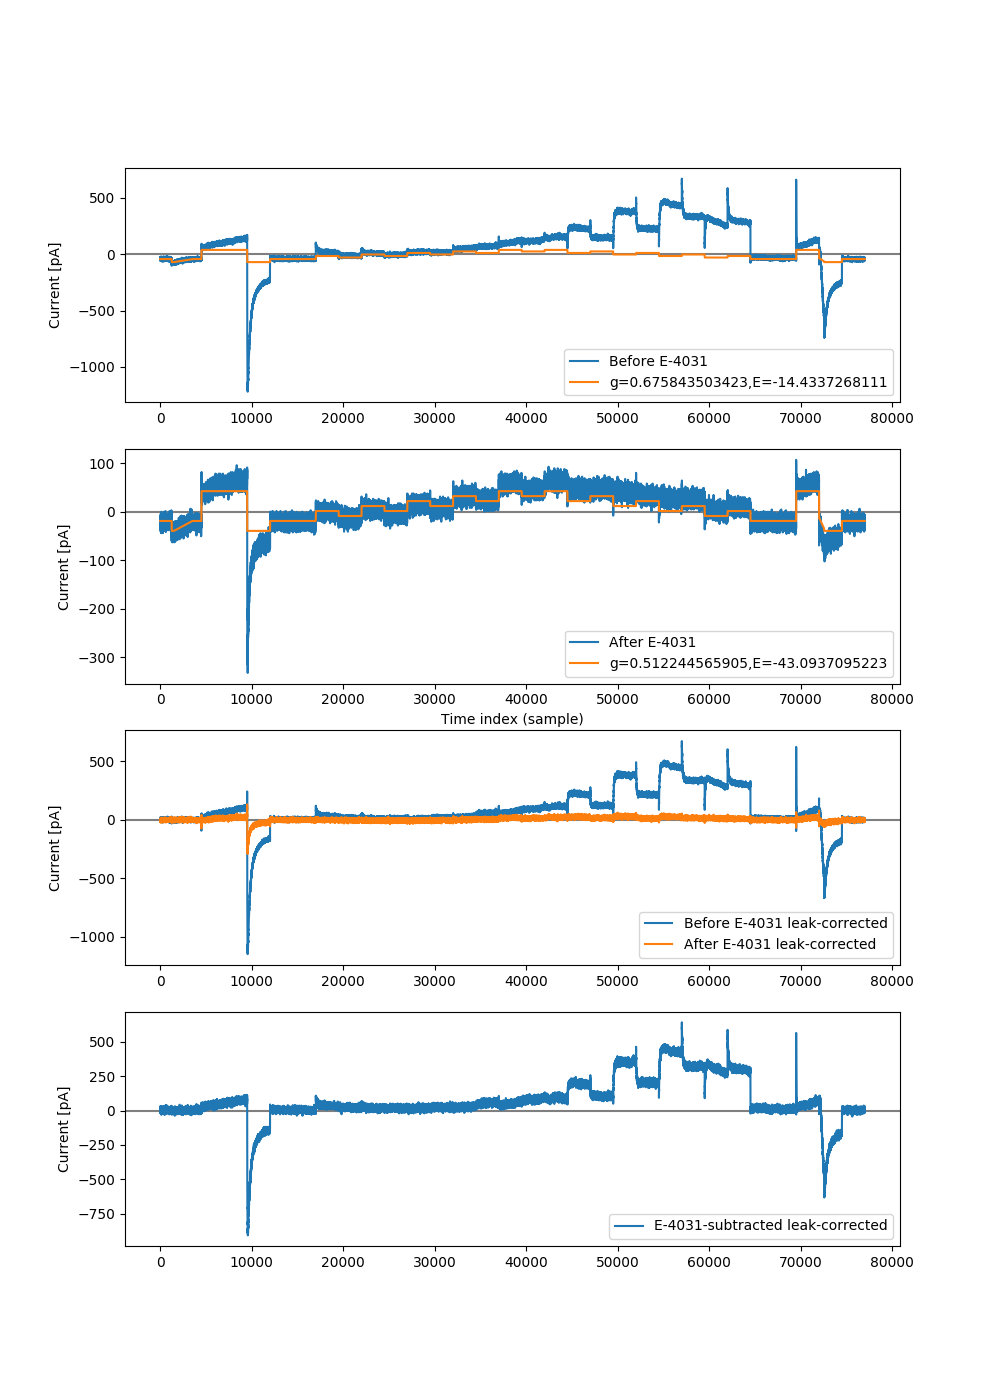 500
0
−500
−1000
Current [pA]
Before E-4031
g=0.675843503423,E=-14.4337268111
0 10000 20000 30000 40000 50000 60000 70000 80000
100
0
−100
−200
−300
Current [pA]
After E-4031
g=0.512244565905,E=-43.0937095223
0 10000 20000 30000 40000 50000 60000 70000 80000
Time index (sample)
500
0
−500
−1000
Current [pA]
Before E-4031 leak-corrected
After E-4031 leak-corrected
0 10000 20000 30000 40000 50000 60000 70000 80000
500
250
0
−250
−500
−750
Current [pA]
E-4031-subtracted leak-corrected
0 10000 20000 30000 40000 50000 60000 70000 80000